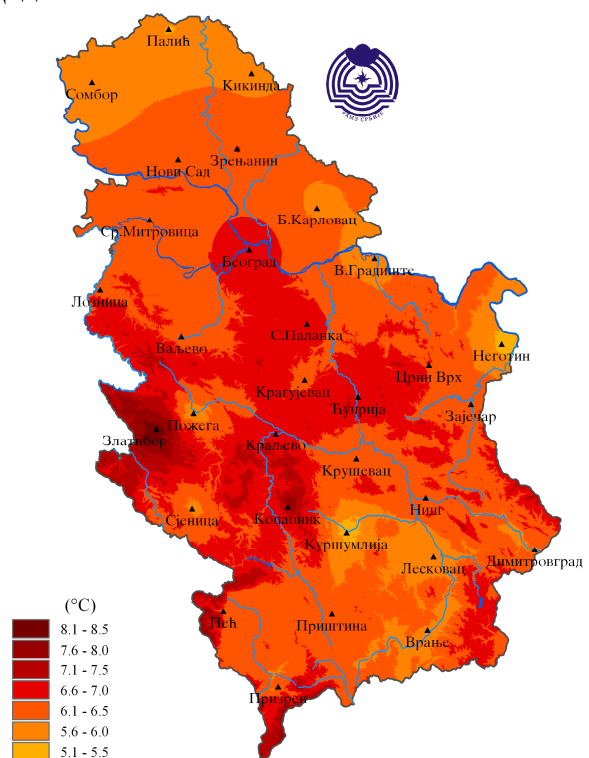 Палић
Кикинда
Сомбор
РХМЗ СРБИЈЕ
Зрењанин
Нови Сад
Б.Карловац
Ср.Митровица
Београд
В.Градиште
Лозница
С.Паланка
Ваљево
Неготин
Црни Врх
Крагујевац
Ћуприја
Зајечар
Пожега
Златибор
Краљево
Крушевац
Ниш
Сјеница
Копаоник
Куршумлија
Димитровград
Лесковац
Пећ
Приштина
Врање
Призрен
(°C)
8.1 - 8.5
7.6 - 8.0
7.1 - 7.5
6.6 - 7.0
6.1 - 6.5
5.6 - 6.0
5.1 - 5.5